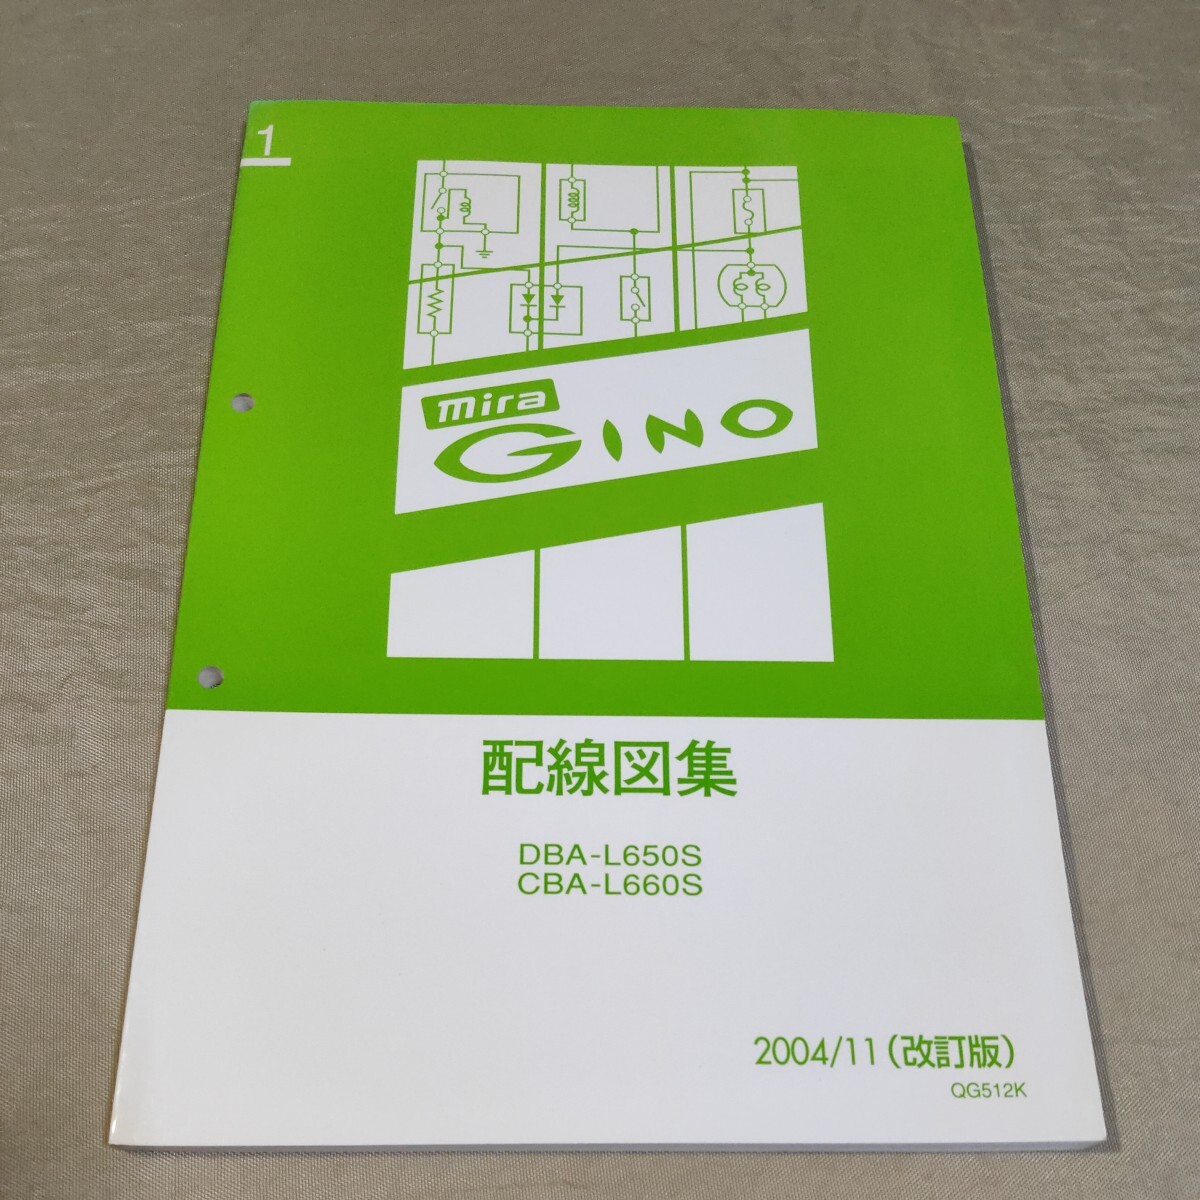 1
mira
GINO
配線図集
DBA-L650S
CBA-L660S
2004/11(改訂版)
QG512K